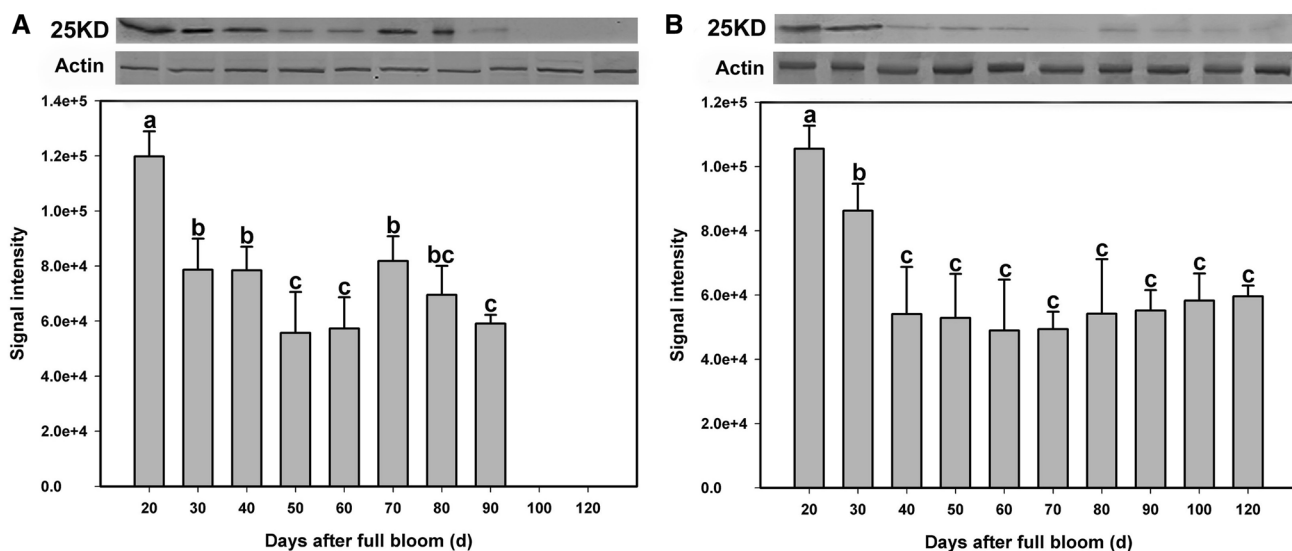 A
25KD
Actin
1.4e+5
1.2e+5
1.0e+5
8.0e+4
6.0e+4
4.0e+4
2.0e+4
0.0
Signal intensity
a
b
b
c
c
b
bc
c
20 30 40 50 60 70 80 90 100 120
Days after full bloom (d)
B
25KD
Actin
1.2e+5
1.0e+5
8.0e+4
6.0e+4
4.0e+4
2.0e+4
0.0
Signal intensity
a
b
c
c
c
c
c
c
c
c
20 30 40 50 60 70 80 90 100 120
Days after full bloom (d)